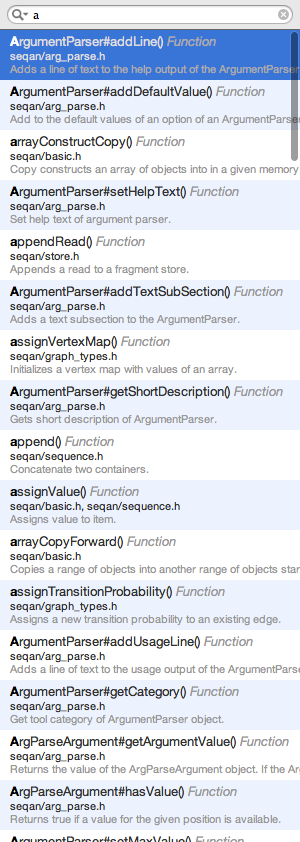 a
ArgumentParser#addLine() Function
seqan/arg_parse.h
Adds a line of text to the help output of the ArgumentParser
ArgumentParser#addDefaultValue() Function
seqan/arg_parse.h
Add to the default values of an option of an ArgumentParse
arrayConstructCopy() Function
seqan/basic.h
Copy constructs an array of objects into in a given memory
ArgumentParser#setHelpText() Function
seqan/arg_parse.h
Set help text of argument parser.
appendRead() Function
seqan/store.h
Appends a read to a fragment store.
ArgumentParser#addTextSubSection() Function
seqan/arg_parse.h
Adds a text subsection to the ArgumentParser.
assignVertexMap() Function
seqan/graph_types.h
Initializes a vertex map with values of an array.
ArgumentParser#getShortDescription() Function
seqan/arg_parse.h
Gets short description of ArgumentParser.
append() Function
seqan/sequence.h
Concatenate two containers.
assignValue() Function
seqan/basic.h, seqan/sequence.h
Assigns value to item.
arrayCopyForward() Function
seqan/basic.h
Copies a range of objects into another range of objects star
assignTransitionProbability() Function
seqan/graph_types.h
Assigns a new transition probability to an existing edge.
ArgumentParser#addUsageLine() Function
seqan/arg_parse.h
Adds a line of text to the usage output of the ArgumentParse
ArgumentParser#getCategory() Function
seqan/arg_parse.h
Get tool category of ArgumentParser object.
ArgParseArgument#getArgumentValue() Function
seqan/arg_parse.h
Returns the value of the ArgParseArgument object. If the Ar
ArgParseArgument#hasValue() Function
seqan/arg_parse.h
Returns true if a value for the given position is available.
ArgumentParser#setMaxValue() Function